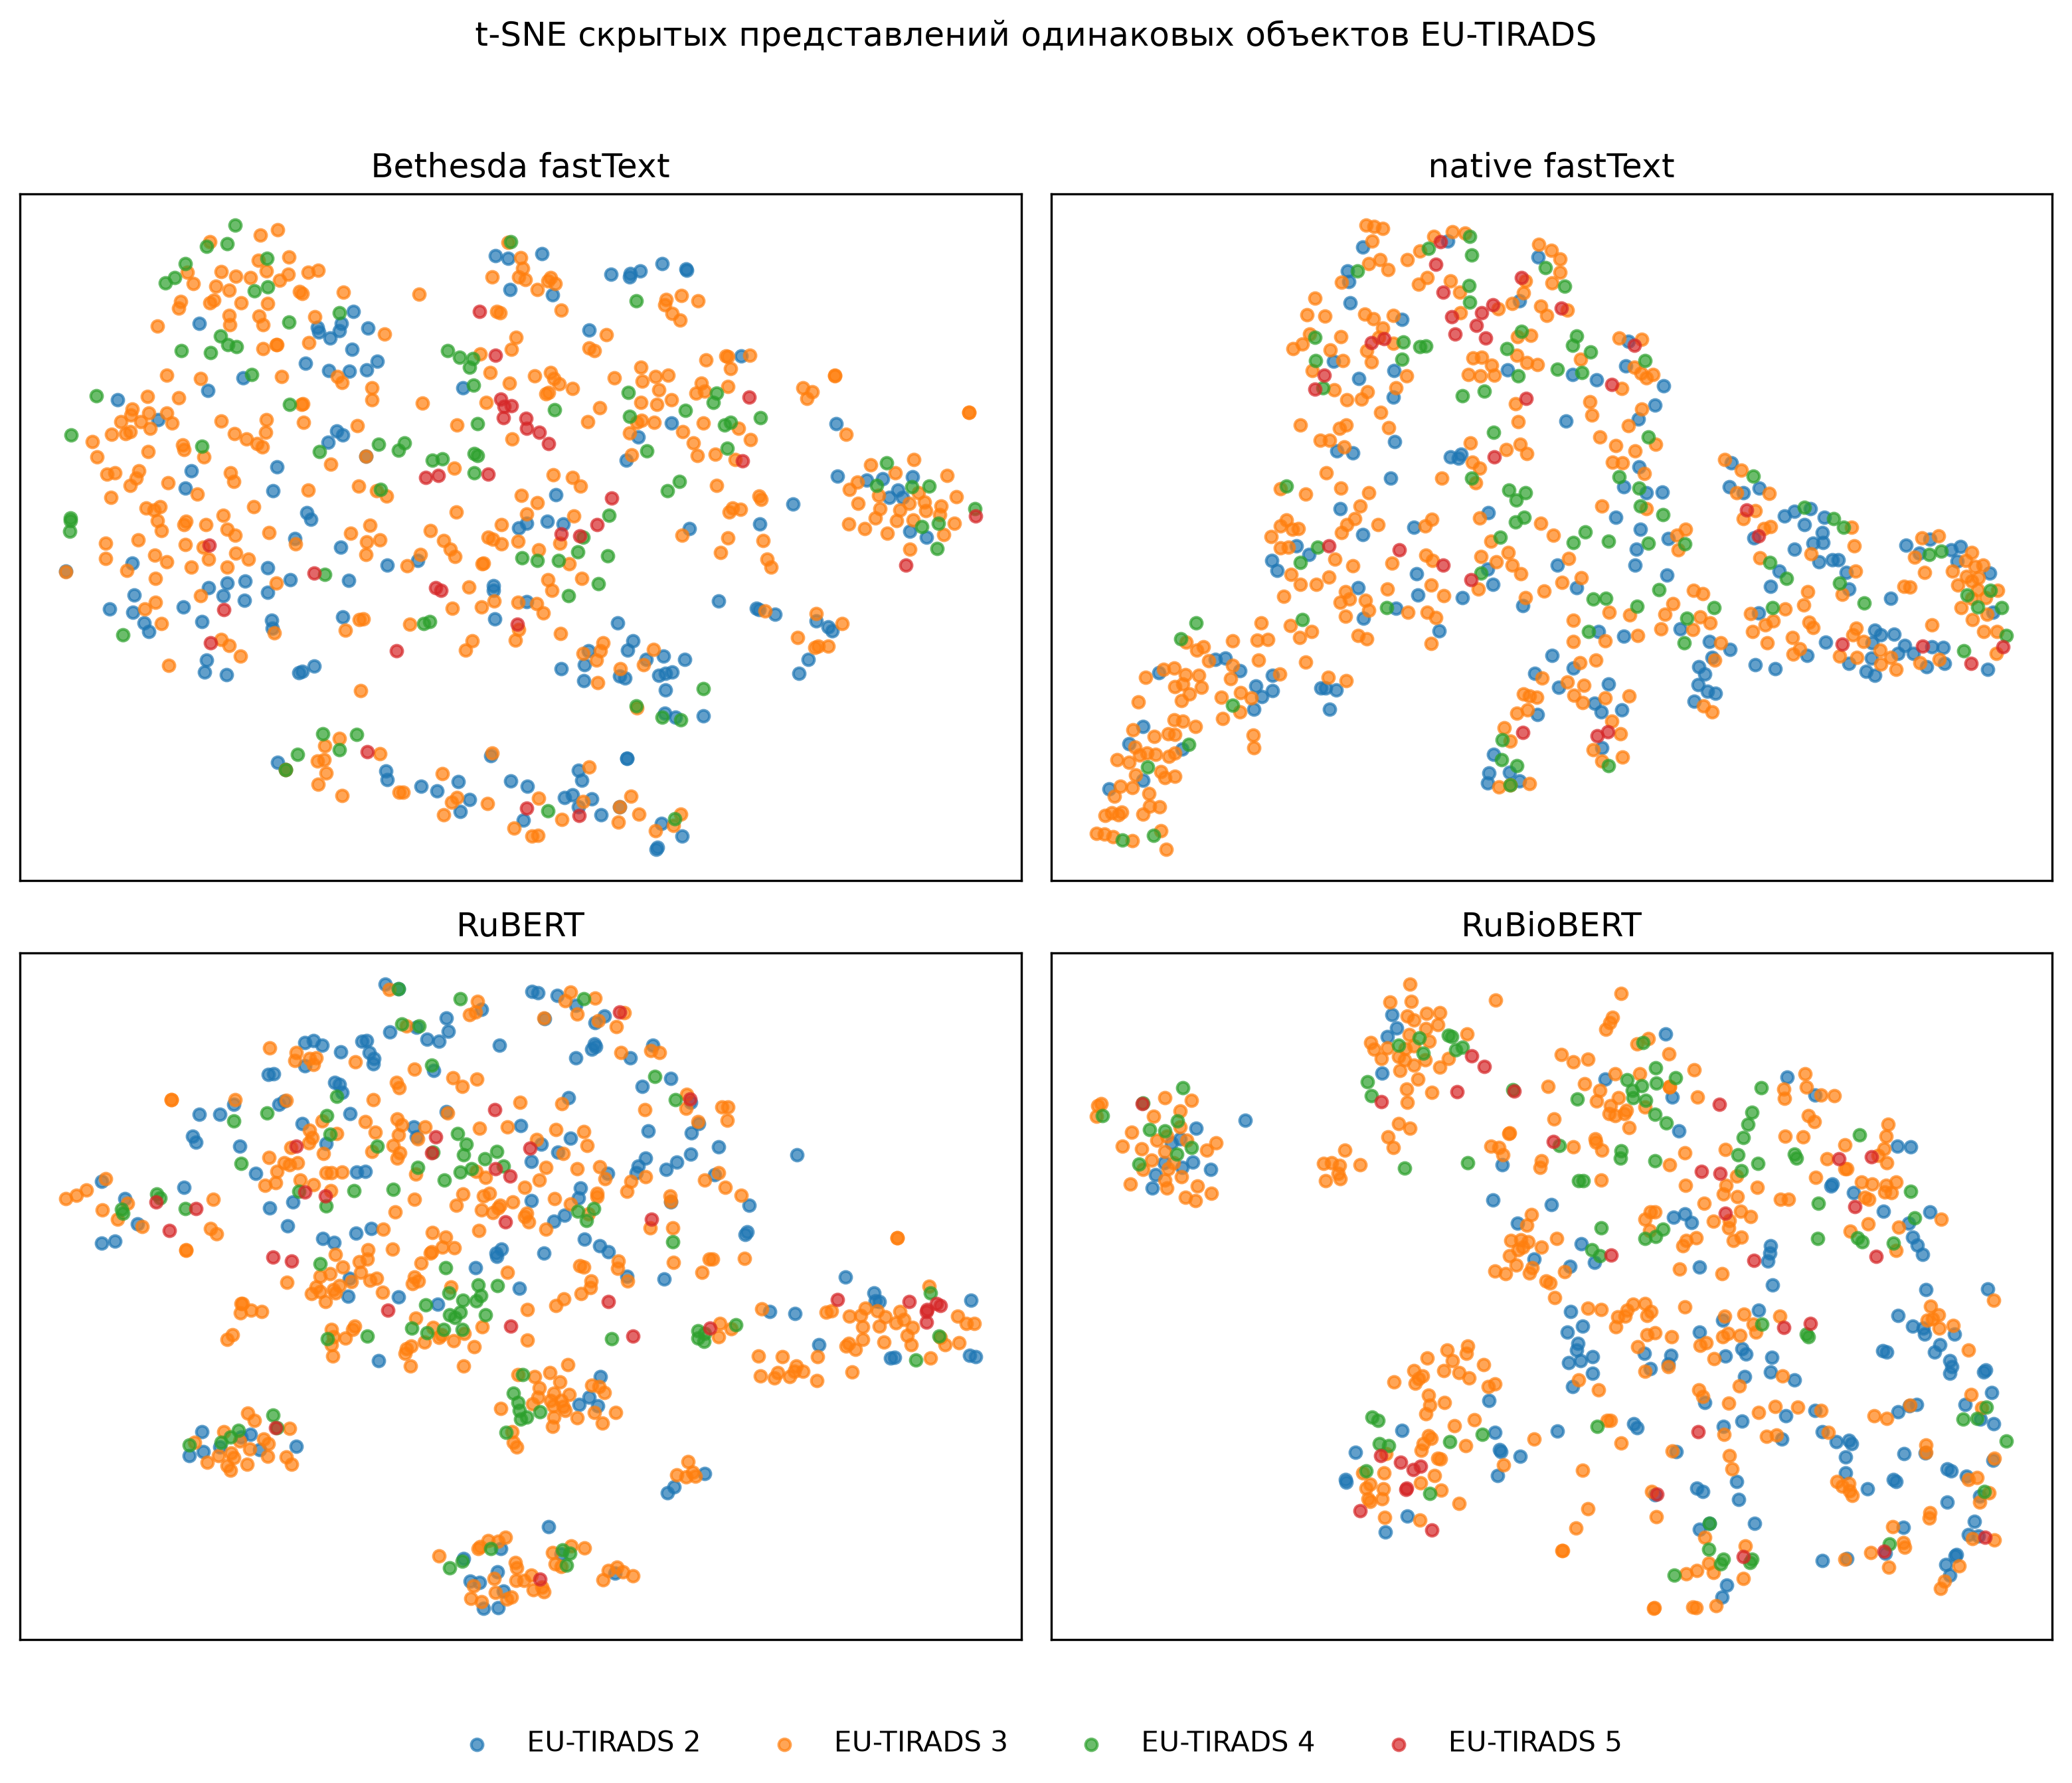 t-SNE скрытых представлений одинаковых объектов EU-TIRADS
Bethesda fastText
native fastText
RuBERT
RuBioBERT
EU-TIRADS 2
EU-TIRADS 3
EU-TIRADS 4
EU-TIRADS 5